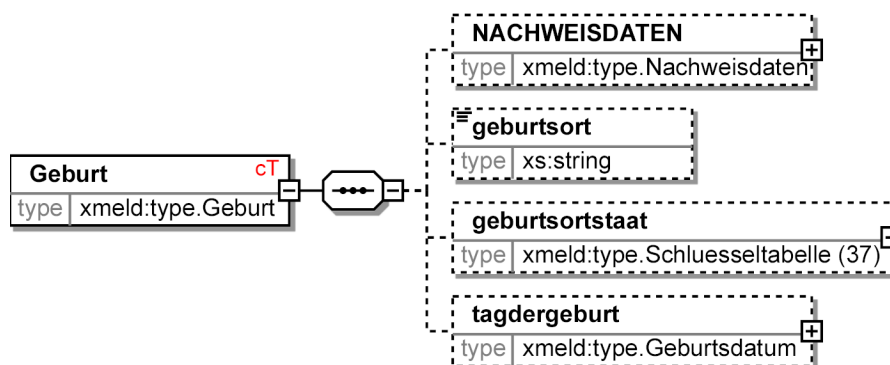 NACHWEISDATEN
type xmeld:type.Nachweisdaten
geburtsort
type xs:string
Geburt cT
type xmeld:type.Geburt
geburtsortstaat
type xmeld:type.Schluesseltabelle (37)
tagdergeburt
type xmeld:type.Geburtsdatum